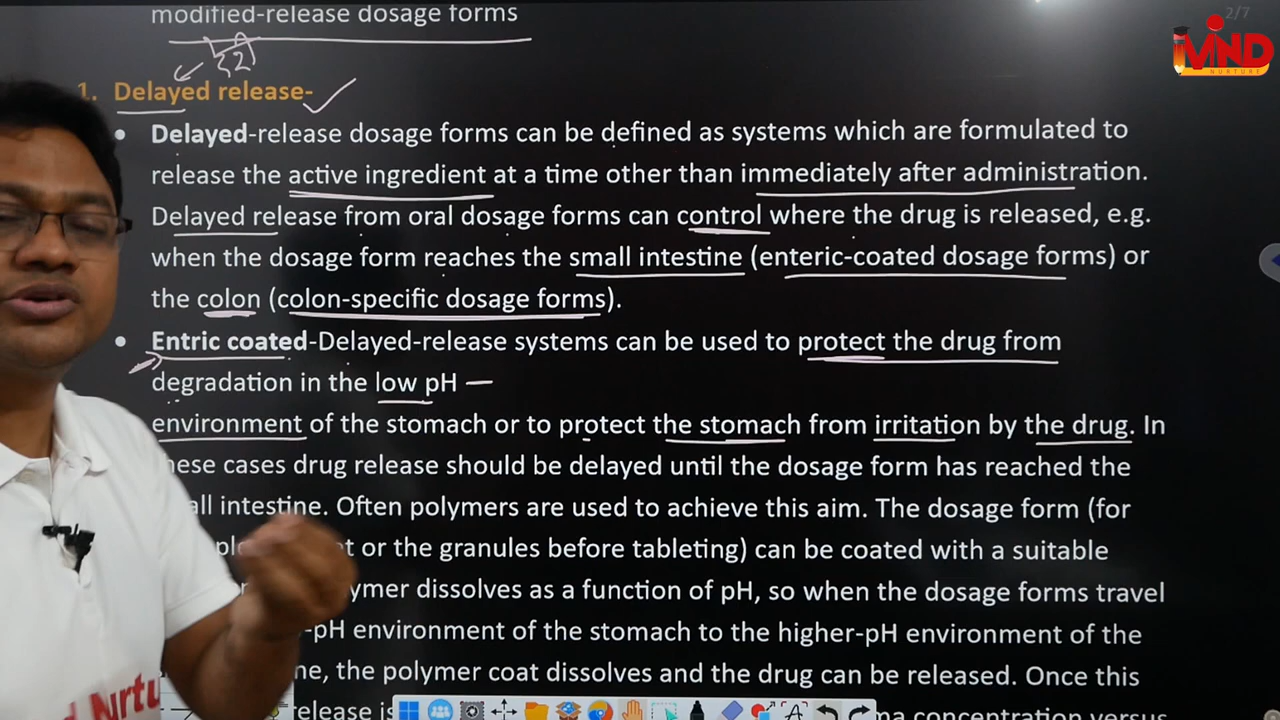 modified-release dosage forms
2/7
MIND
NURTURE
1. Delayed release-
• Delayed-release dosage forms can be defined as systems which are formulated to
release the active ingredient at a time other than immediately after administration.
Delayed release from oral dosage forms can control where the drug is released, e.g.
when the dosage form reaches the small intestine (enteric-coated dosage forms) or
the colon (colon-specific dosage forms).
• Entric coated-Delayed-release systems can be used to protect the drug from
degradation in the low pH
environment of the stomach or to protect the stomach from irritation by the drug. In
hese cases drug release should be delayed until the dosage form has reached the
all intestine. Often polymers are used to achieve this aim. The dosage form (for
or the granules before tableting) can be coated with a suitable
ymer dissolves as a function of pH, so when the dosage forms travel
-pH environment of the stomach to the higher-pH environment of the
ne, the polymer coat dissolves and the drug can be released. Once this
elease is
concentration versus